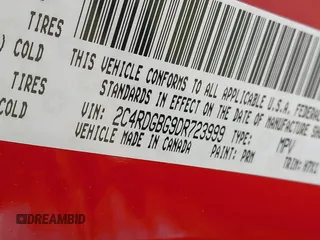 TIRES
) COLD
TIRES
COLD
THIS VEHICLE CONFORMS TO ALL APPLICABLE U.S.A. FEDERAL
STANDARDS IN EFFECT ON THE DATE OF MANUFACTURE
VIN: 2C4RDGBG9DR723999 TYPE: MPV
VEHICLE MADE IN CANADA PAINT: PRM TRIM:
DREAMBID